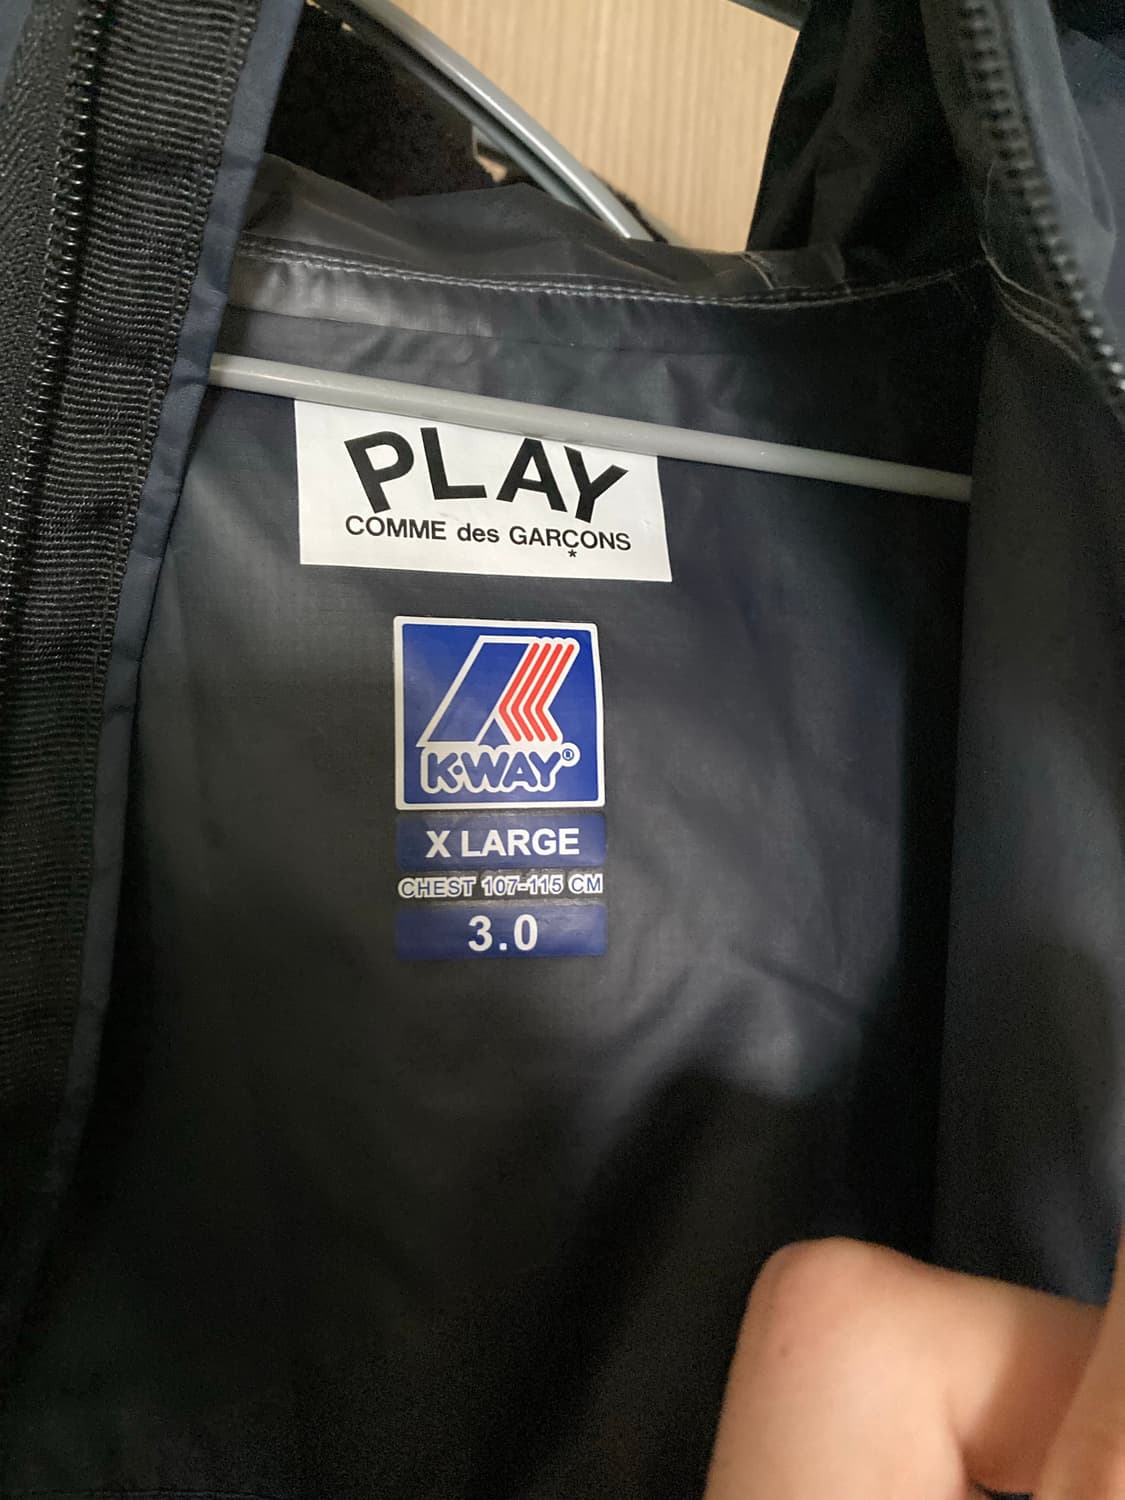 PLAY
COMME des GARÇONS
*
K·WAY®
X LARGE
CHEST 107-115 CM
3.0